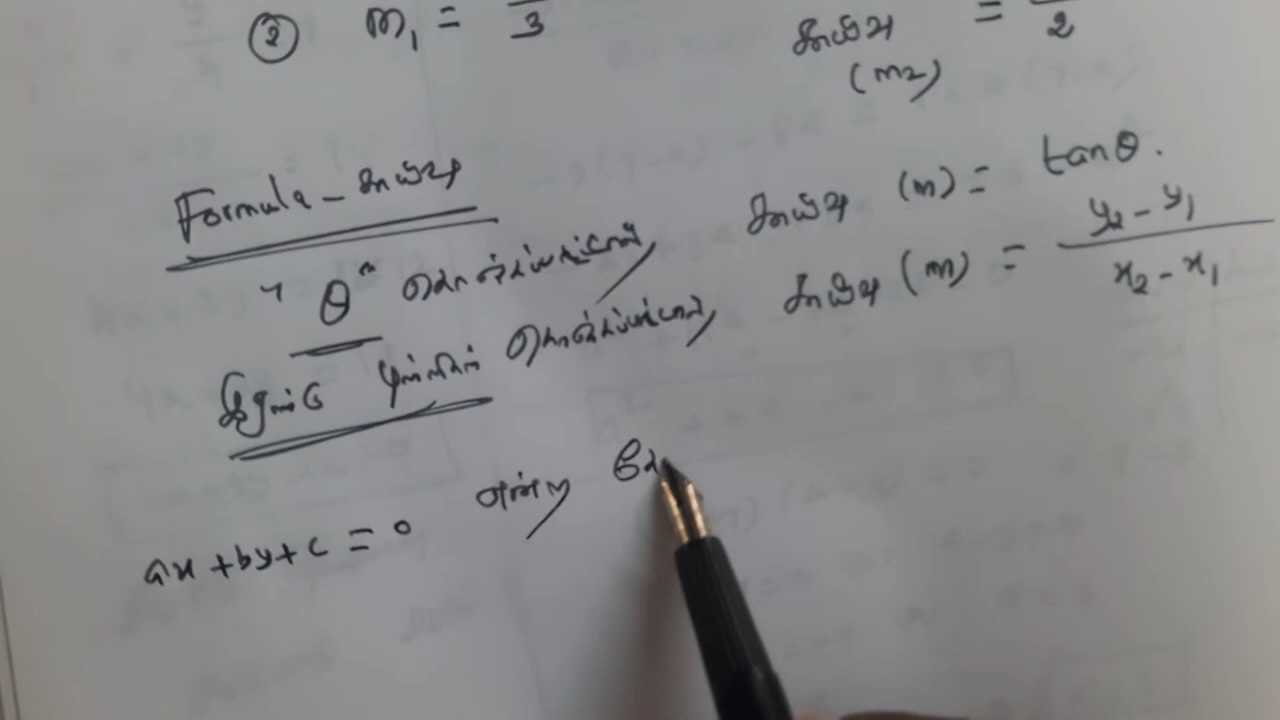 ② m₁ = /3 சாய்வு = /2
(m₂)
Formula - சாய்வு
"θ" கொடுக்கப்பட்டால், சாய்வு (m) = tanθ.
இரண்டு புள்ளிகள் கொடுக்கப்பட்டால், சாய்வு (m) = y₂ - y₁ / x₂ - x₁
ax + by + c = 0 என்ற